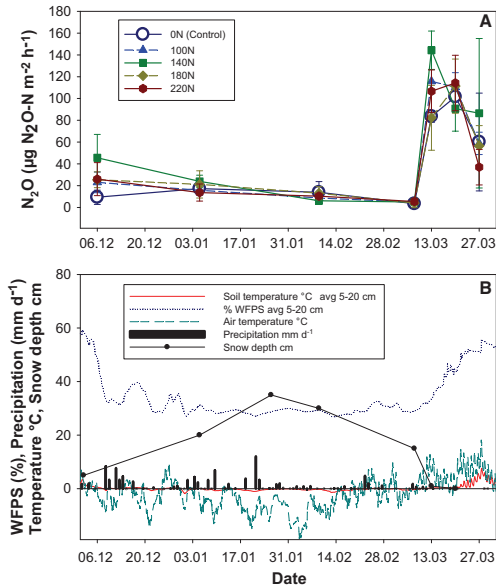 A
180
160
140
120
100
80
60
40
20
0
N2O (µg N2O-N m-2 h-1)
0N (Control)
100N
140N
180N
220N
06.12 20.12 03.01 17.01 31.01 14.02 28.02 13.03 27.03
B
80
60
40
20
0
WFPS (%), Precipitation (mm d-1)
Temperature °C, Snow depth cm
Soil temperature °C avg 5-20 cm
% WFPS avg 5-20 cm
Air temperature °C
Precipitation mm d-1
Snow depth cm
06.12 20.12 03.01 17.01 31.01 14.02 28.02 13.03 27.03
Date